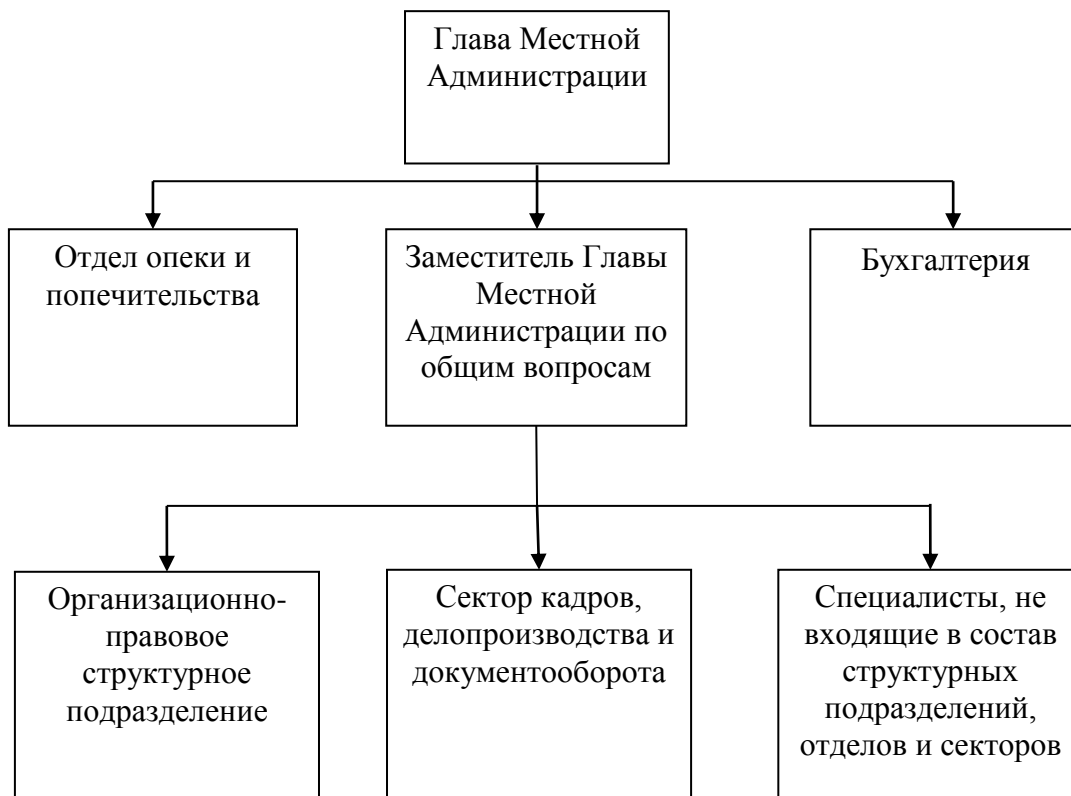 Глава Местной
Администрации
Отдел опеки и
попечительства
Заместитель Главы
Местной
Администрации по
общим вопросам
Бухгалтерия
Организационно-
правовое
структурное
подразделение
Сектор кадров,
делопроизводства и
документооборота
Специалисты, не
входящие в состав
структурных
подразделений,
отделов и секторов